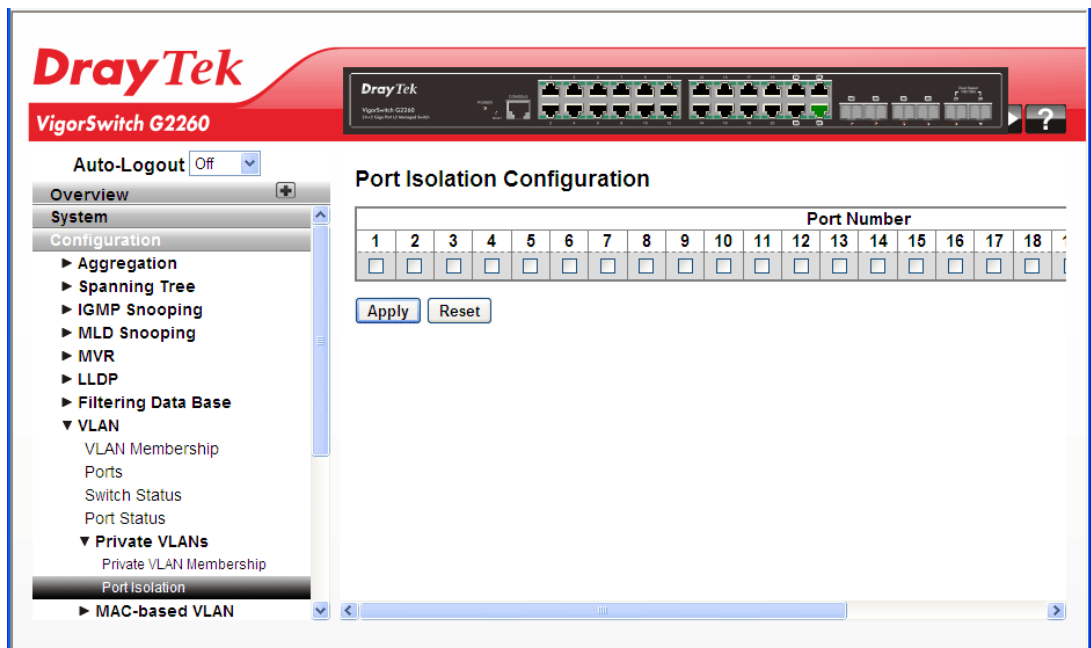 DrayTek
VigorSwitch G2260
DrayTek
VigorSwitch G2260
POWER
CONSOLE
?
Auto-Logout Off
Overview
System
Configuration
Aggregation
Spanning Tree
IGMP Snooping
MLD Snooping
MVR
LLDP
Filtering Data Base
VLAN
VLAN Membership
Ports
Switch Status
Port Status
Private VLANs
Private VLAN Membership
Port Isolation
MAC-based VLAN
Port Isolation Configuration
Port Number
1 2 3 4 5 6 7 8 9 10 11 12 13 14 15 16 17 18
Apply Reset